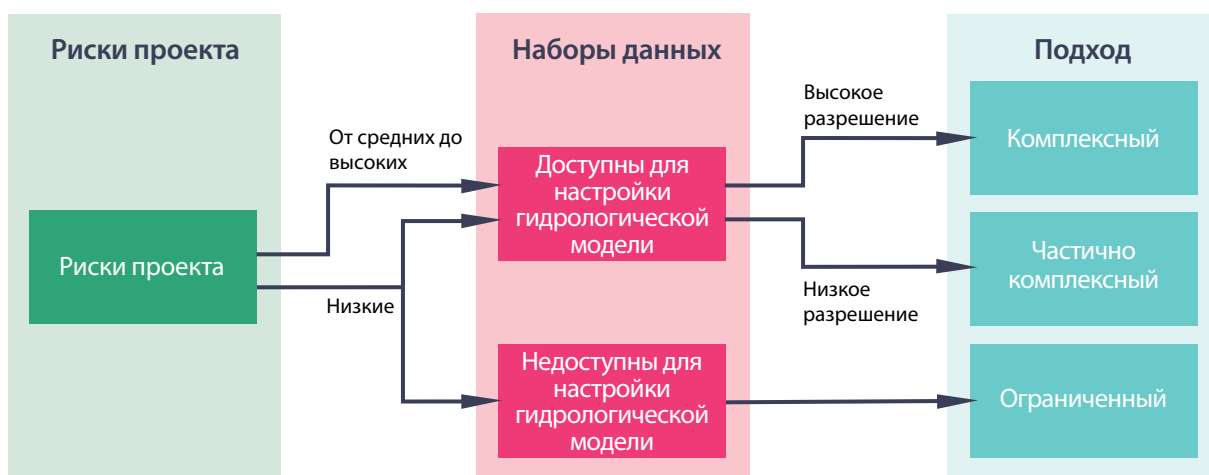 Риски проекта
Наборы данных
Подход
Риски проекта
От средних до
высоких
Низкие
Доступны для
настройки
гидрологической
модели
Недоступны для
настройки
гидрологической
модели
Высокое
разрешение
Низкое
разрешение
Комплексный
Частично
комплексный
Ограниченный